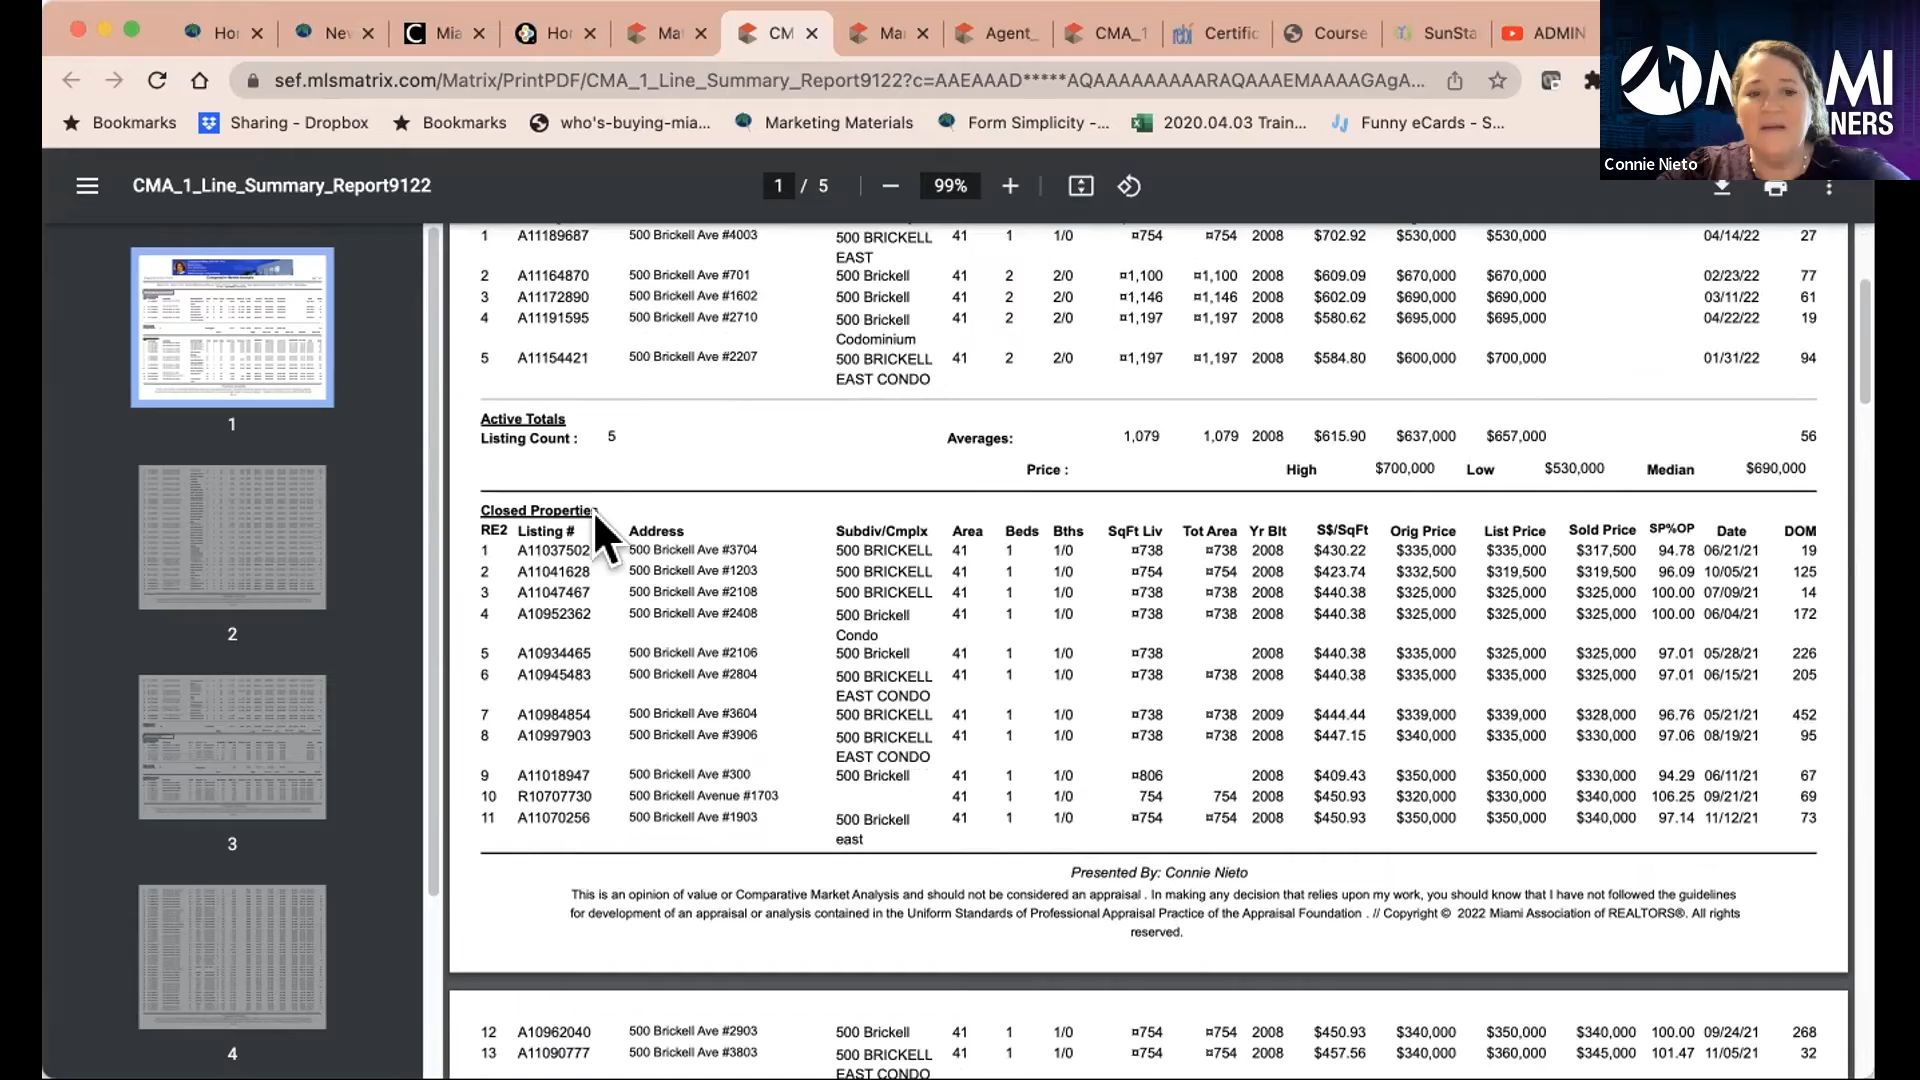 Hor
Nev
Mia
Hor
Ma
CM
Mar
Agent_
CMA_1
rebi Certific
Course
SunSta
ADMIN
sef.mlsmatrix.com/Matrix/PrintPDF/CMA_1_Line_Summary_Report9122?c=AAEAAAD*****AQAAAAAAAAARAQAAAEMAAAAGAgA...
Bookmarks Sharing - Dropbox Bookmarks who's-buying-mia... Marketing Materials Form Simplicity -... 2020.04.03 Train... Funny eCards - S...
Connie Nieto
CMA_1_Line_Summary_Report9122 1 / 5 99%
1
2
3
4
1 A11189687 500 Brickell Ave #4003 500 BRICKELL 41 1 1/0 ¤754 ¤754 2008 $702.92 $530,000 $530,000 04/14/22 27
EAST
2 A11164870 500 Brickell Ave #701 500 Brickell 41 2 2/0 ¤1,100 ¤1,100 2008 $609.09 $670,000 $670,000 02/23/22 77
3 A11172890 500 Brickell Ave #1602 500 Brickell 41 2 2/0 ¤1,146 ¤1,146 2008 $602.09 $690,000 $690,000 03/11/22 61
4 A11191595 500 Brickell Ave #2710 500 Brickell 41 2 2/0 ¤1,197 ¤1,197 2008 $580.62 $695,000 $695,000 04/22/22 19
Codominium
5 A11154421 500 Brickell Ave #2207 500 BRICKELL 41 2 2/0 ¤1,197 ¤1,197 2008 $584.80 $600,000 $700,000 01/31/22 94
EAST CONDO
Active Totals
Listing Count : 5 Averages: 1,079 1,079 2008 $615.90 $637,000 $657,000 56
Price : High $700,000 Low $530,000 Median $690,000
Closed Properties
RE2 Listing # Address Subdiv/Cmplx Area Beds Bths SqFt Liv Tot Area Yr Blt S$/SqFt Orig Price List Price Sold Price SP%OP Date DOM
1 A11037502 500 Brickell Ave #3704 500 BRICKELL 41 1 1/0 ¤738 ¤738 2008 $430.22 $335,000 $335,000 $317,500 94.78 06/21/21 19
2 A11041628 500 Brickell Ave #1203 500 BRICKELL 41 1 1/0 ¤754 ¤754 2008 $423.74 $332,500 $319,500 $319,500 96.09 10/05/21 125
3 A11047467 500 Brickell Ave #2108 500 BRICKELL 41 1 1/0 ¤738 ¤738 2008 $440.38 $325,000 $325,000 $325,000 100.00 07/09/21 14
4 A10952362 500 Brickell Ave #2408 500 Brickell 41 1 1/0 ¤738 ¤738 2008 $440.38 $325,000 $325,000 $325,000 100.00 06/04/21 172
Condo
5 A10934465 500 Brickell Ave #2106 500 Brickell 41 1 1/0 ¤738 2008 $440.38 $335,000 $325,000 $325,000 97.01 05/28/21 226
6 A10945483 500 Brickell Ave #2804 500 BRICKELL 41 1 1/0 ¤738 ¤738 2008 $440.38 $335,000 $325,000 $325,000 97.01 06/15/21 205
EAST CONDO
7 A10984854 500 Brickell Ave #3604 500 BRICKELL 41 1 1/0 ¤738 ¤738 2009 $444.44 $339,000 $339,000 $328,000 96.76 05/21/21 452
8 A10997903 500 Brickell Ave #3906 500 BRICKELL 41 1 1/0 ¤738 ¤738 2008 $447.15 $340,000 $335,000 $330,000 97.06 08/19/21 95
EAST CONDO
9 A11018947 500 Brickell Ave #300 500 Brickell 41 1 1/0 ¤806 2008 $409.43 $350,000 $350,000 $330,000 94.29 06/11/21 67
10 R10707730 500 Brickell Avenue #1703 41 1 1/0 754 754 2008 $450.93 $320,000 $330,000 $340,000 106.25 09/21/21 69
11 A11070256 500 Brickell Ave #1903 500 Brickell 41 1 1/0 ¤754 ¤754 2008 $450.93 $350,000 $350,000 $340,000 97.14 11/12/21 73
east
Presented By: Connie Nieto
This is an opinion of value or Comparative Market Analysis and should not be considered an appraisal . In making any decision that relies upon my work, you should know that I have not followed the guidelines
for development of an appraisal or analysis contained in the Uniform Standards of Professional Appraisal Practice of the Appraisal Foundation . // Copyright © 2022 Miami Association of REALTORS®. All rights
reserved.
12 A10962040 500 Brickell Ave #2903 500 Brickell 41 1 1/0 ¤754 ¤754 2008 $450.93 $340,000 $350,000 $340,000 100.00 09/24/21 268
13 A11090777 500 Brickell Ave #3803 500 BRICKELL 41 1 1/0 ¤754 ¤754 2008 $457.56 $340,000 $360,000 $345,000 101.47 11/05/21 32
EAST CONDO